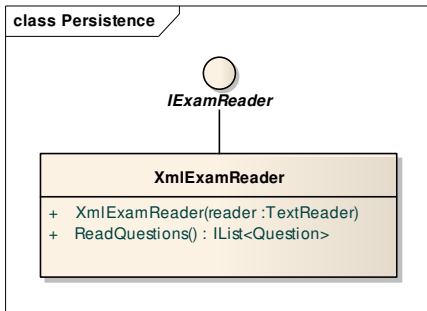 class Persistence
IExamReader
XmlExamReader
+ XmlExamReader(reader :TextReader)
+ ReadQuestions() : IList<Question>